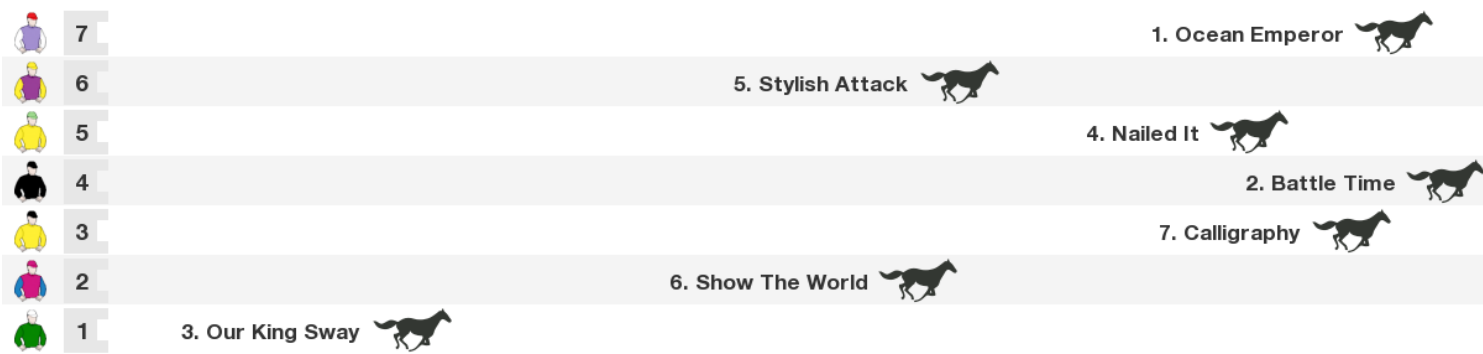 7 1. Ocean Emperor
6 5. Stylish Attack
5 4. Nailed It
4 2. Battle Time
3 7. Calligraphy
2 6. Show The World
1 3. Our King Sway